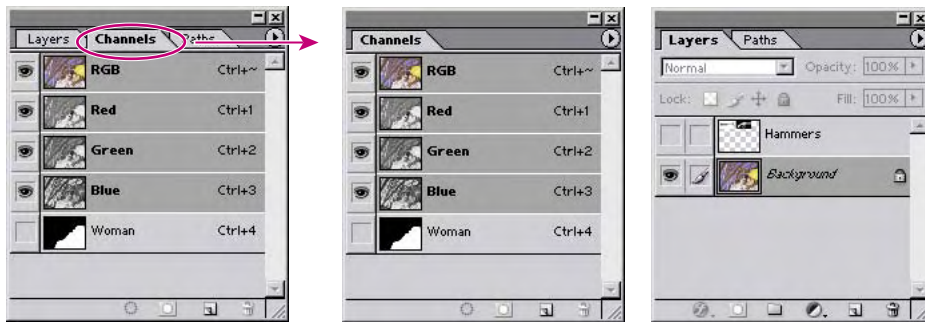 Layers Channels Paths
RGB Ctrl+~
Red Ctrl+1
Green Ctrl+2
Blue Ctrl+3
Woman Ctrl+4
Channels
RGB Ctrl+~
Red Ctrl+1
Green Ctrl+2
Blue Ctrl+3
Woman Ctrl+4
Layers Paths
Normal Opacity: 100%
Lock: Fill: 100%
Hammers
Background